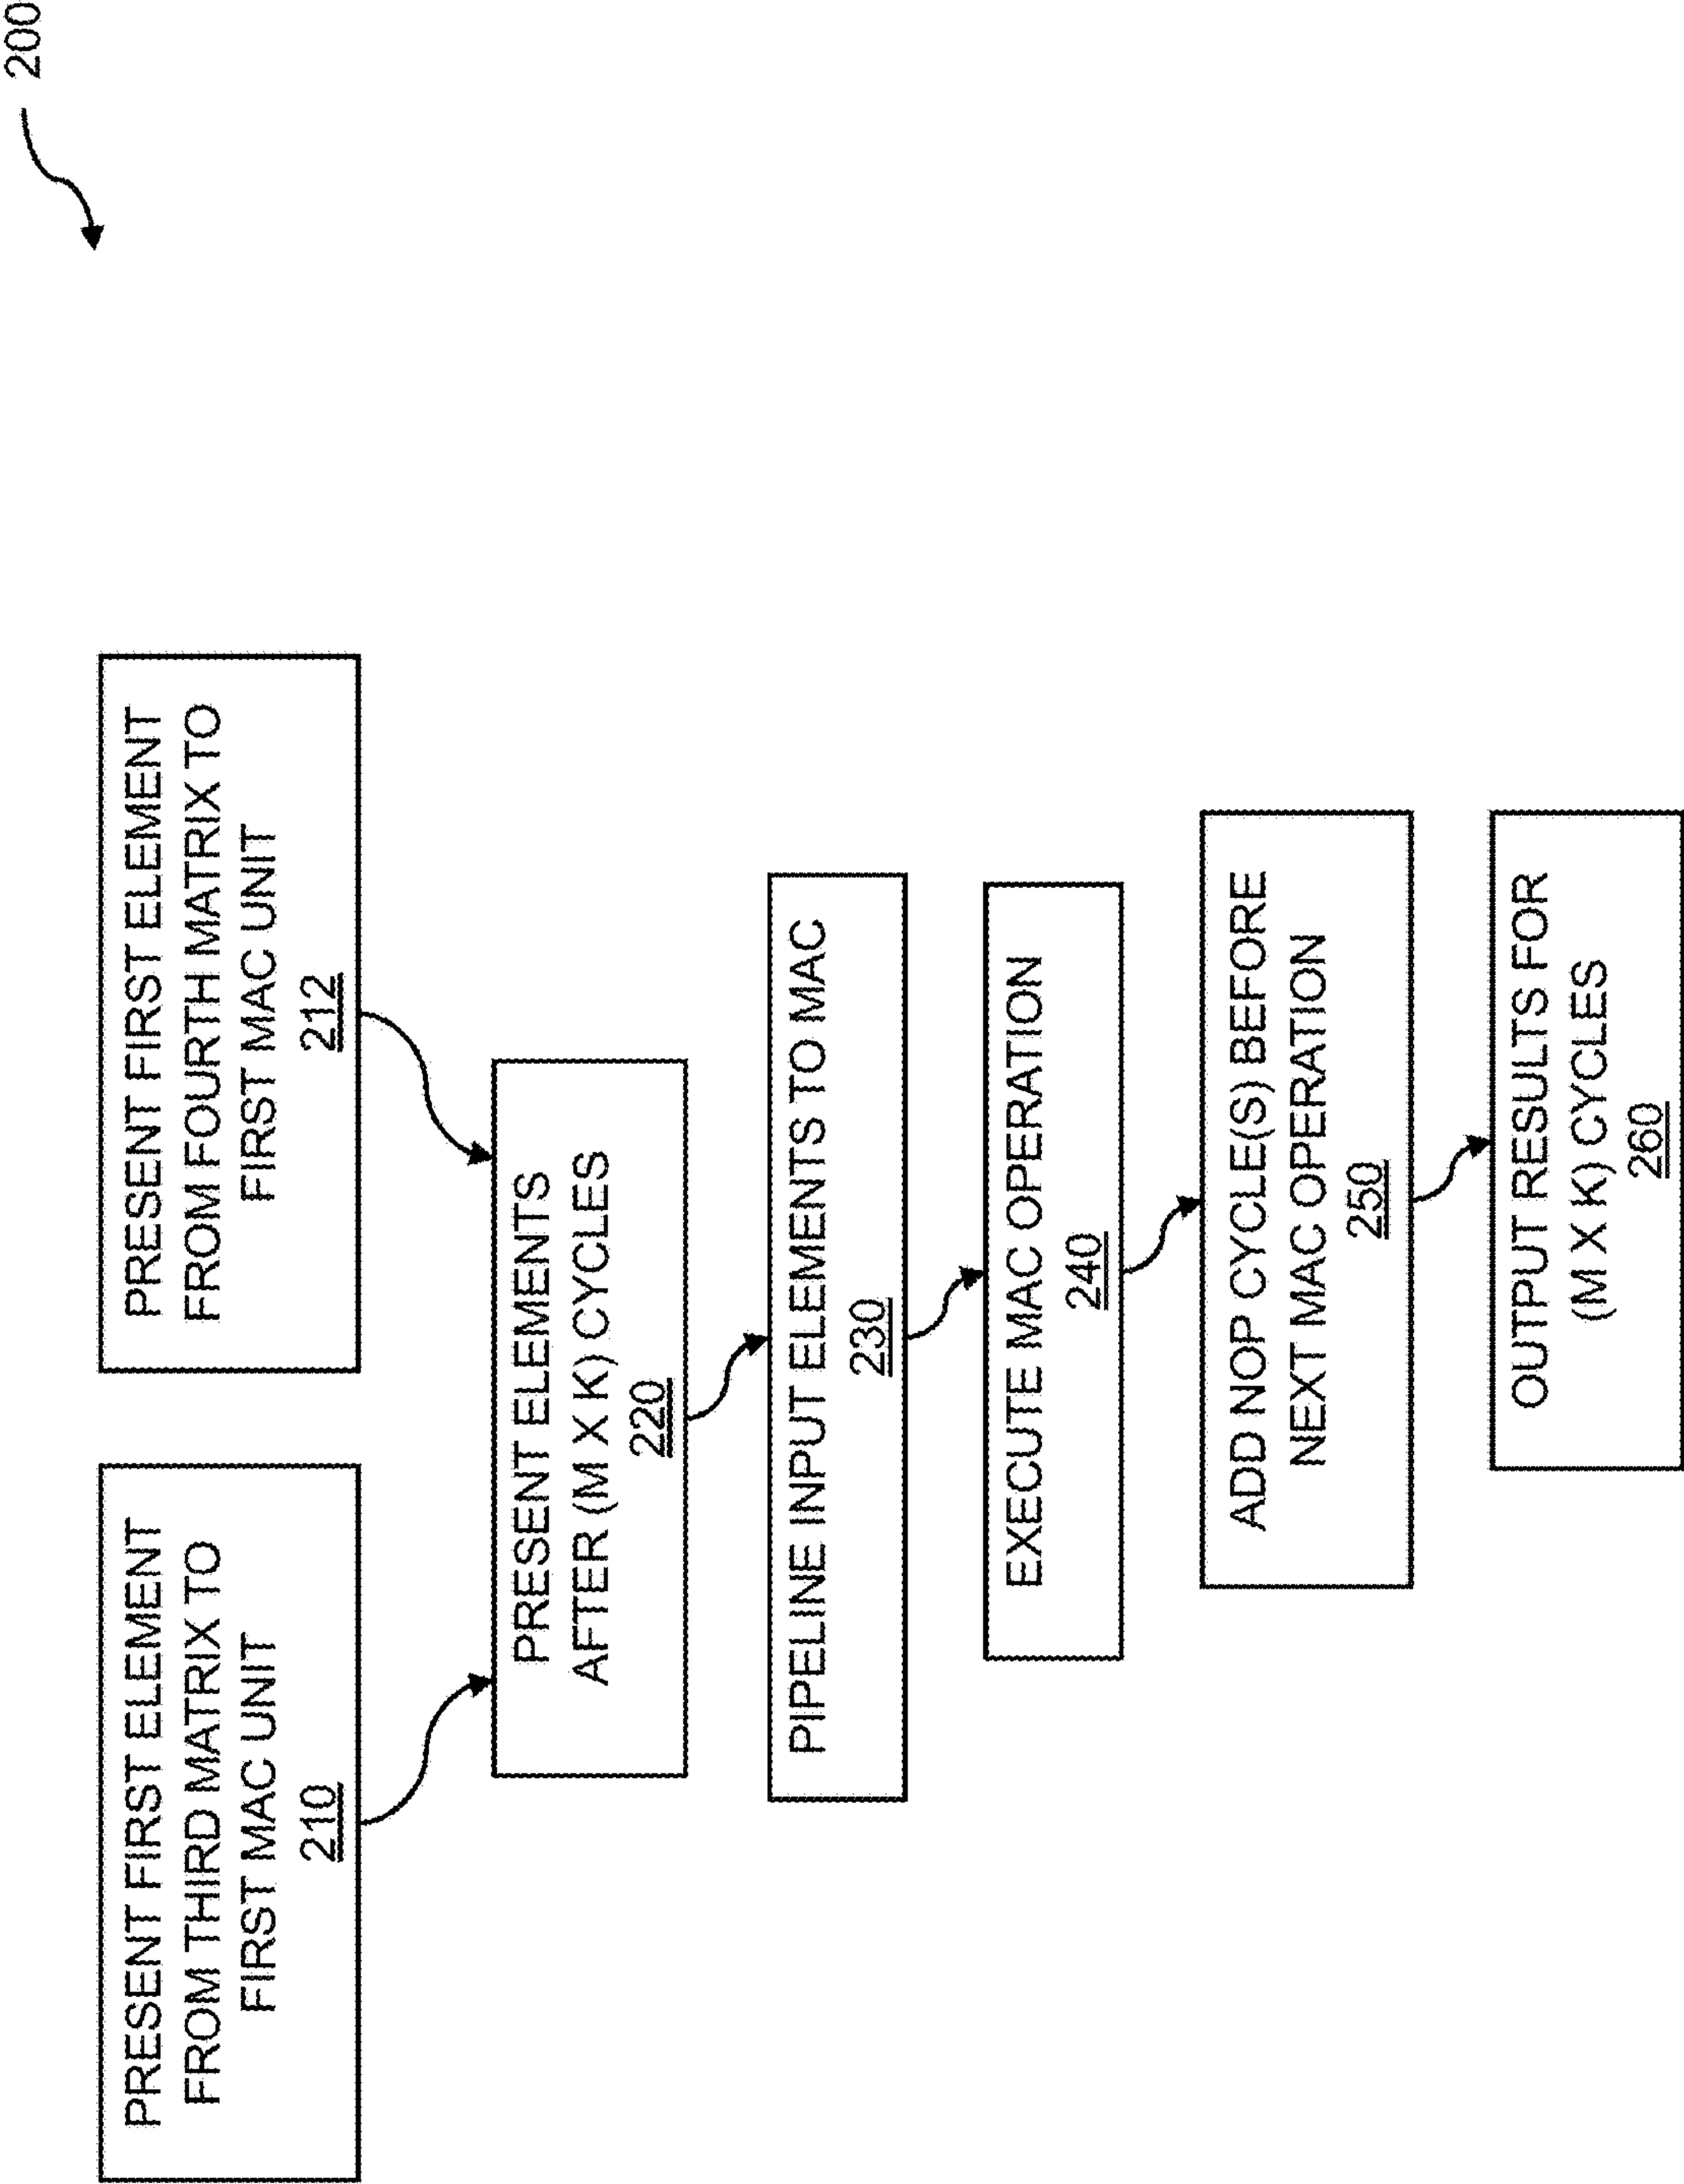 200
PRESENT FIRST ELEMENT
FROM THIRD MATRIX TO
FIRST MAC UNIT
210
PRESENT FIRST ELEMENT
FROM FOURTH MATRIX TO
FIRST MAC UNIT
212
PRESENT ELEMENTS
AFTER (M X K) CYCLES
220
PIPELINE INPUT ELEMENTS TO MAC
230
EXECUTE MAC OPERATION
240
ADD NOP CYCLE(S) BEFORE
NEXT MAC OPERATION
250
OUTPUT RESULTS FOR
(M X K) CYCLES
260